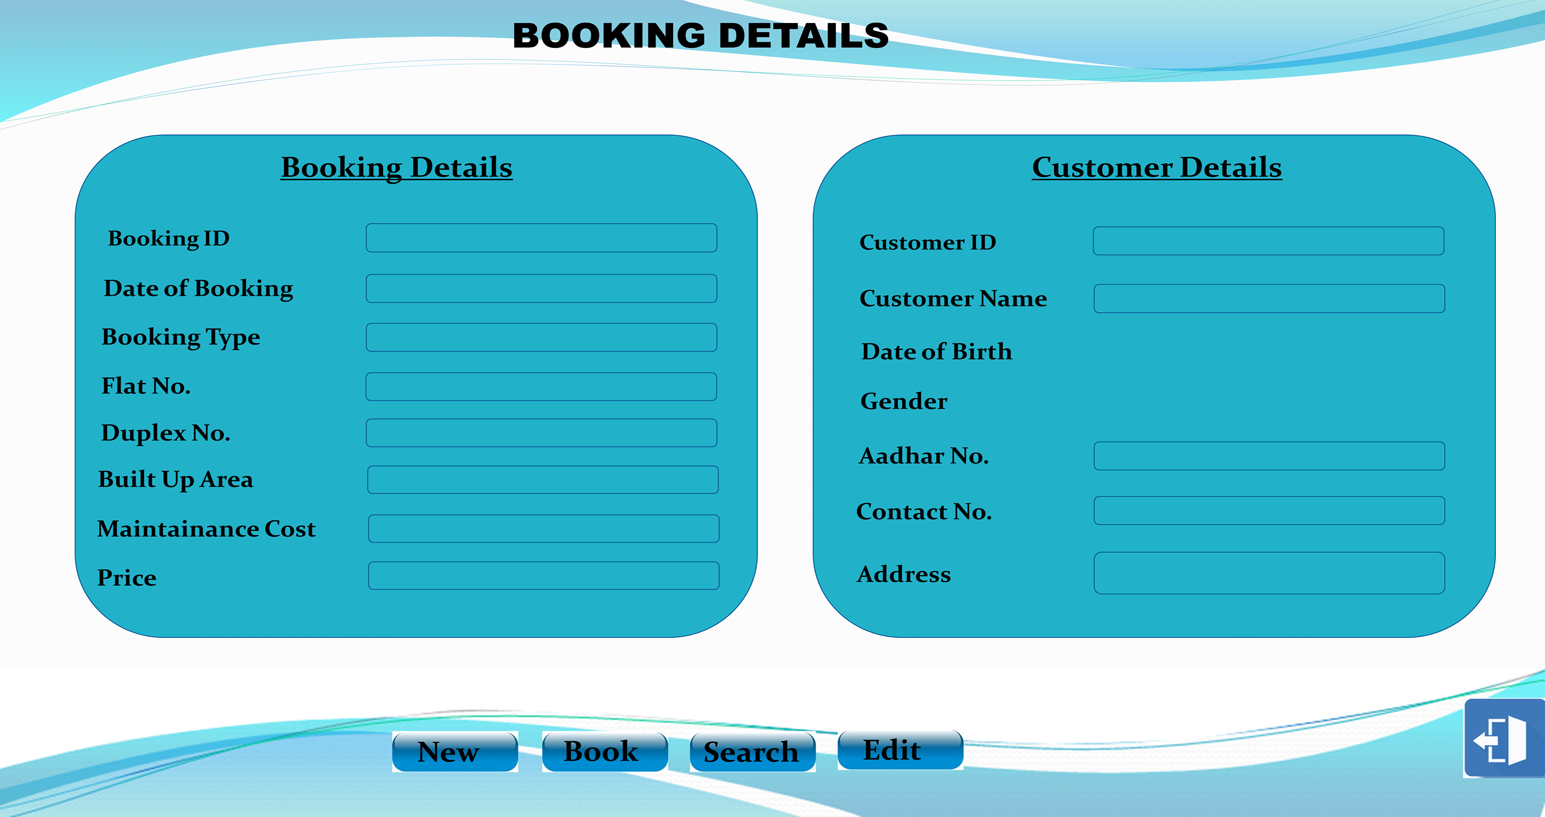 BOOKING DETAILS
Booking Details
Booking ID
Date of Booking
Booking Type
Flat No.
Duplex No.
Built Up Area
Maintainance Cost
Price
Customer Details
Customer ID
Customer Name
Date of Birth
Gender
Aadhar No.
Contact No.
Address
New
Book
Search
Edit